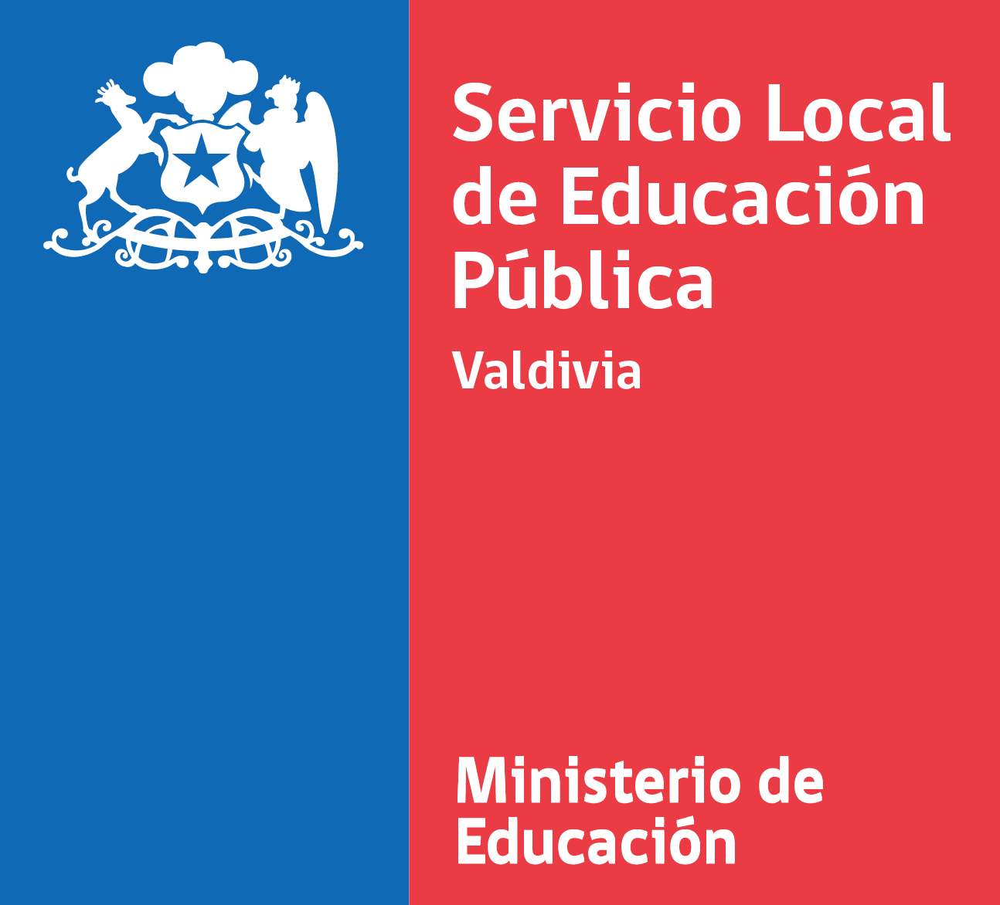 Servicio Local
de Educación
Pública
Valdivia
Ministerio de
Educación